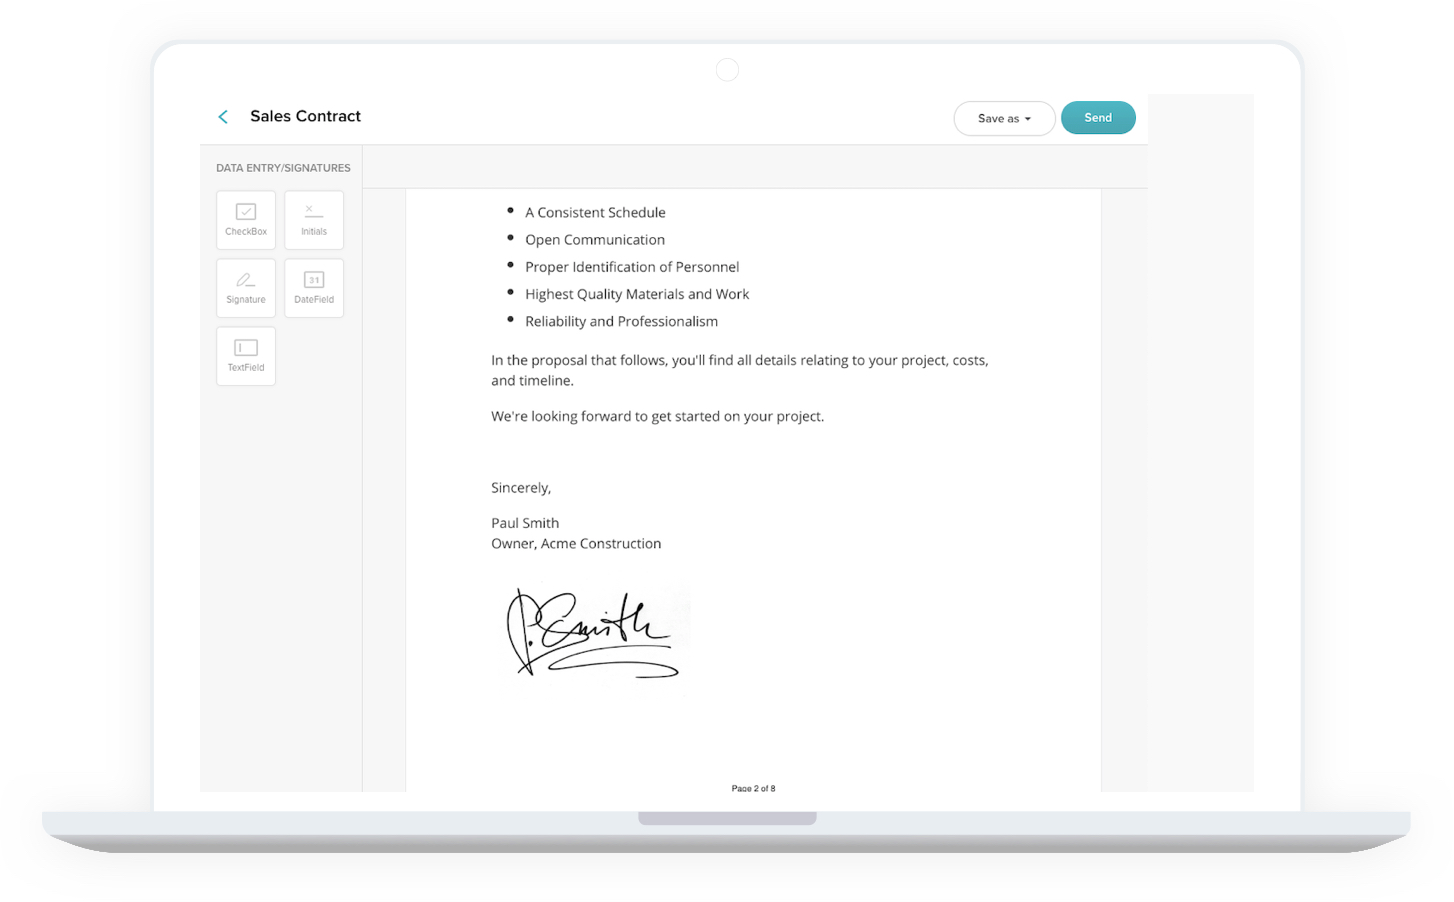 Sales Contract
Save as
Send
DATA ENTRY/SIGNATURES
CheckBox
Initials
Signature
31
DateField
TextField
• A Consistent Schedule
• Open Communication
• Proper Identification of Personnel
• Highest Quality Materials and Work
• Reliability and Professionalism
In the proposal that follows, you'll find all details relating to your project, costs,
and timeline.
We're looking forward to get started on your project.
Sincerely,
Paul Smith
Owner, Acme Construction
P. Smith
Page 2 of 8